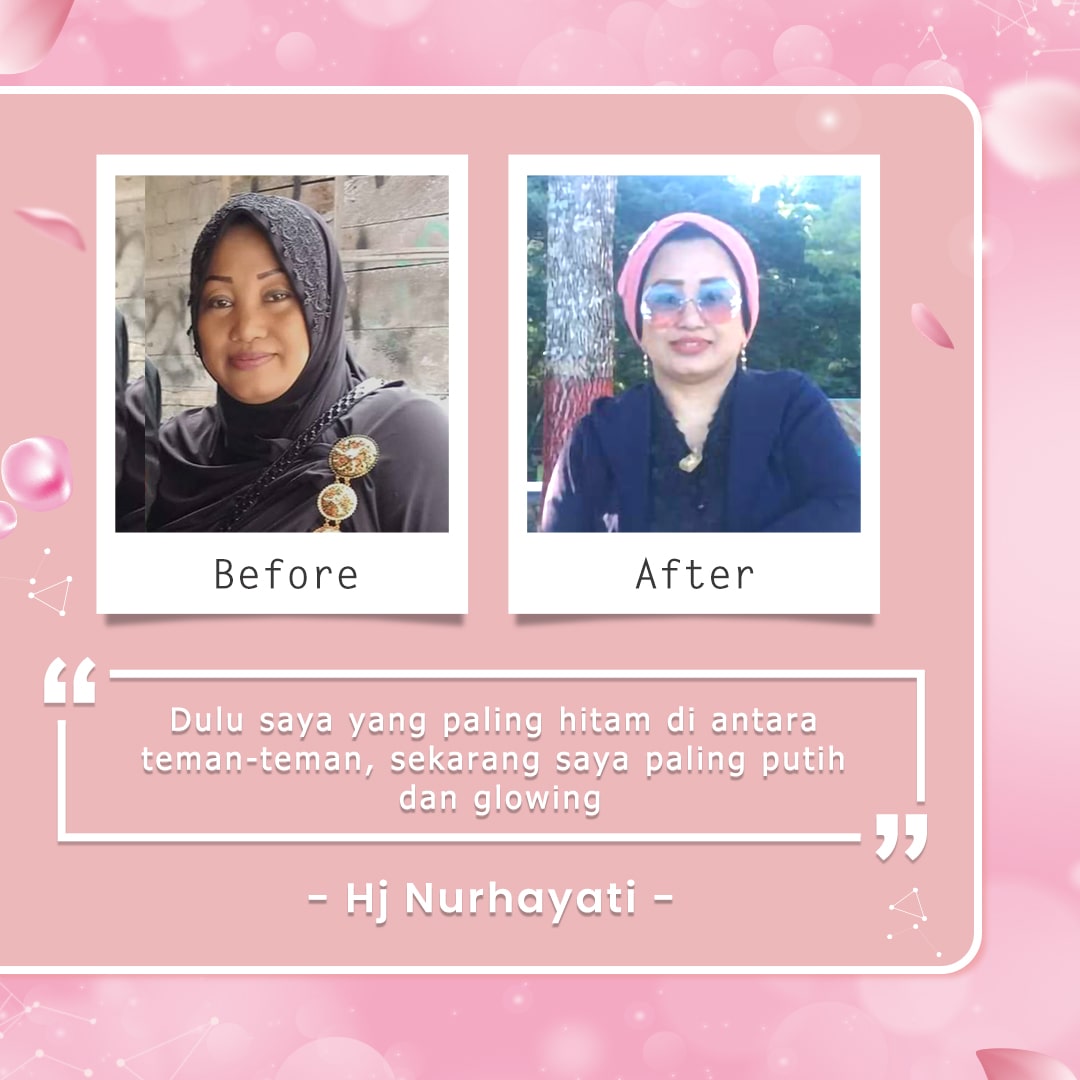 Before
After
Dulu saya yang paling hitam di antara
teman-teman, sekarang saya paling putih
dan glowing
- Hj Nurhayati -